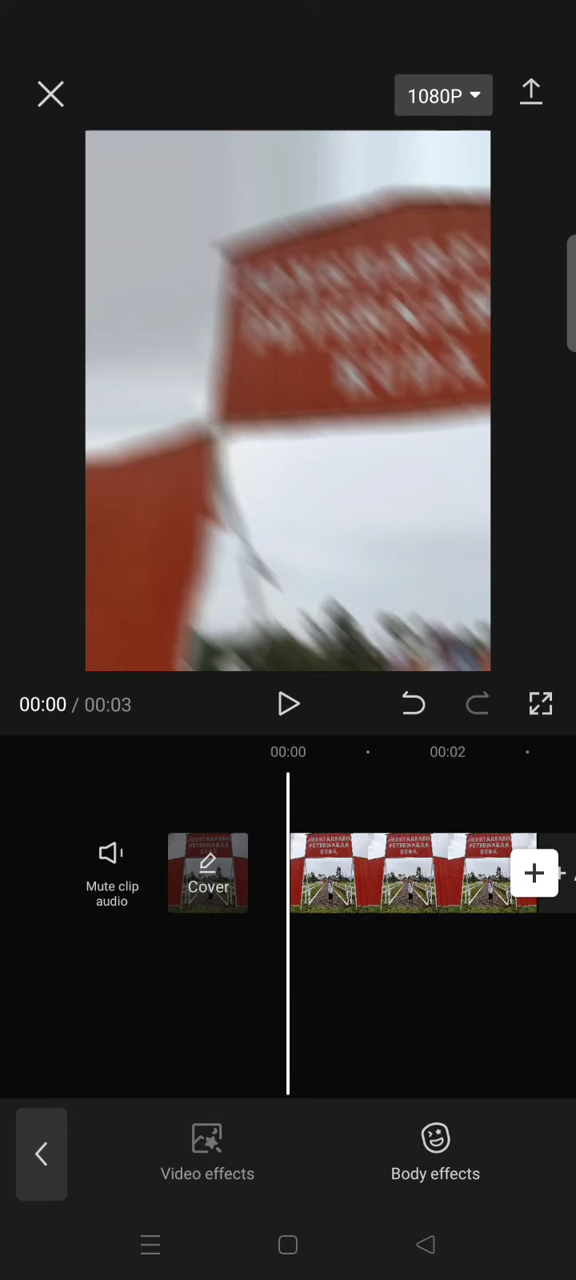 1080P
00:00 / 00:03
00:00
00:02
Mute clip
audio
Cover
Video effects
Body effects